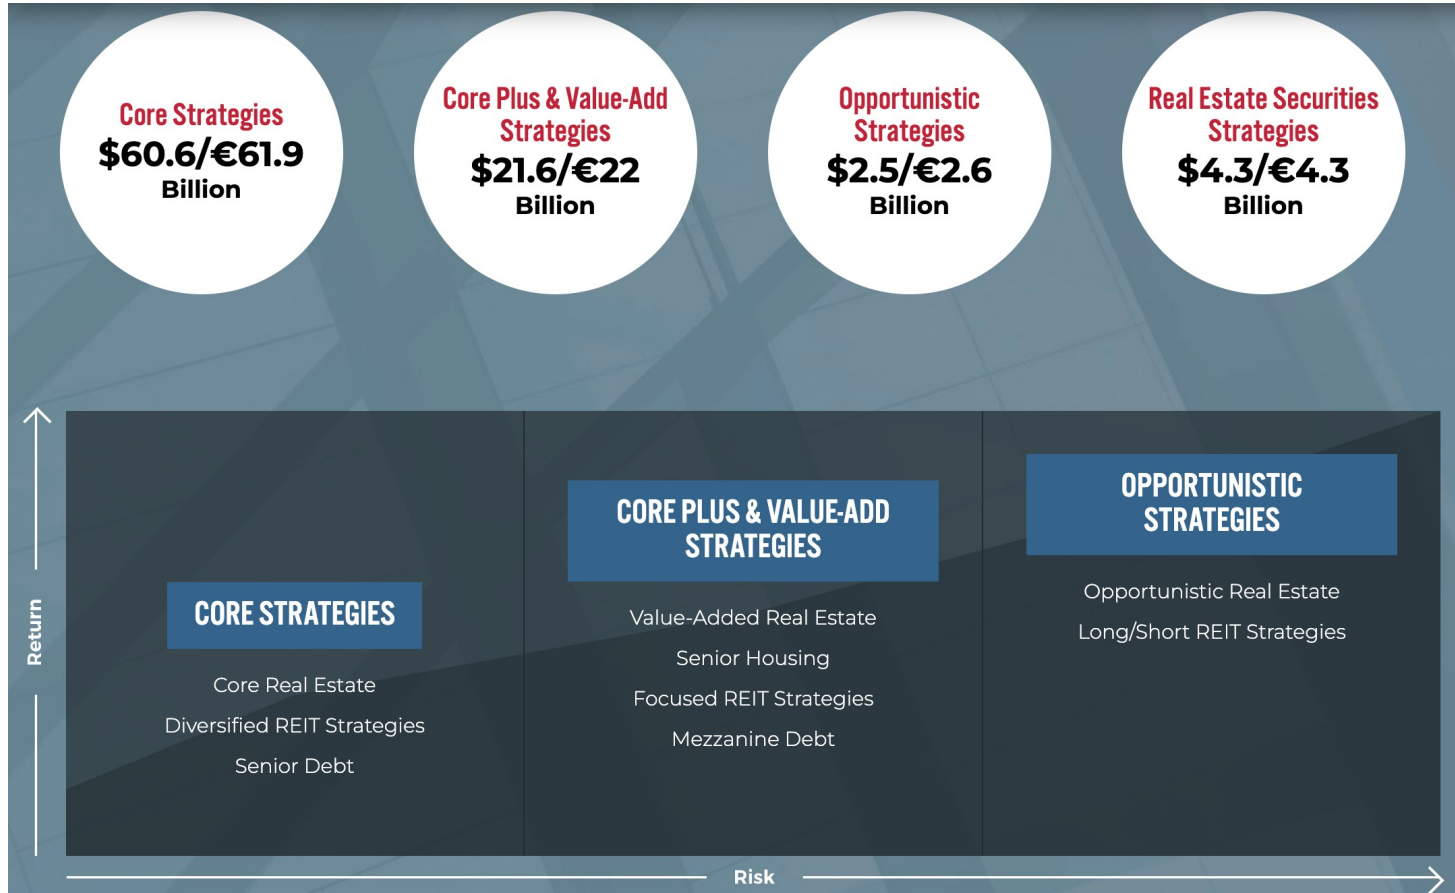 Core Strategies
$60.6/€61.9
Billion
Core Plus & Value-Add
Strategies
$21.6/€22
Billion
Opportunistic
Strategies
$2.5/€2.6
Billion
Real Estate Securities
Strategies
$4.3/€4.3
Billion
Return
CORE STRATEGIES
Core Real Estate
Diversified REIT Strategies
Senior Debt
CORE PLUS & VALUE-ADD
STRATEGIES
Value-Added Real Estate
Senior Housing
Focused REIT Strategies
Mezzanine Debt
OPPORTUNISTIC
STRATEGIES
Opportunistic Real Estate
Long/Short REIT Strategies
Risk